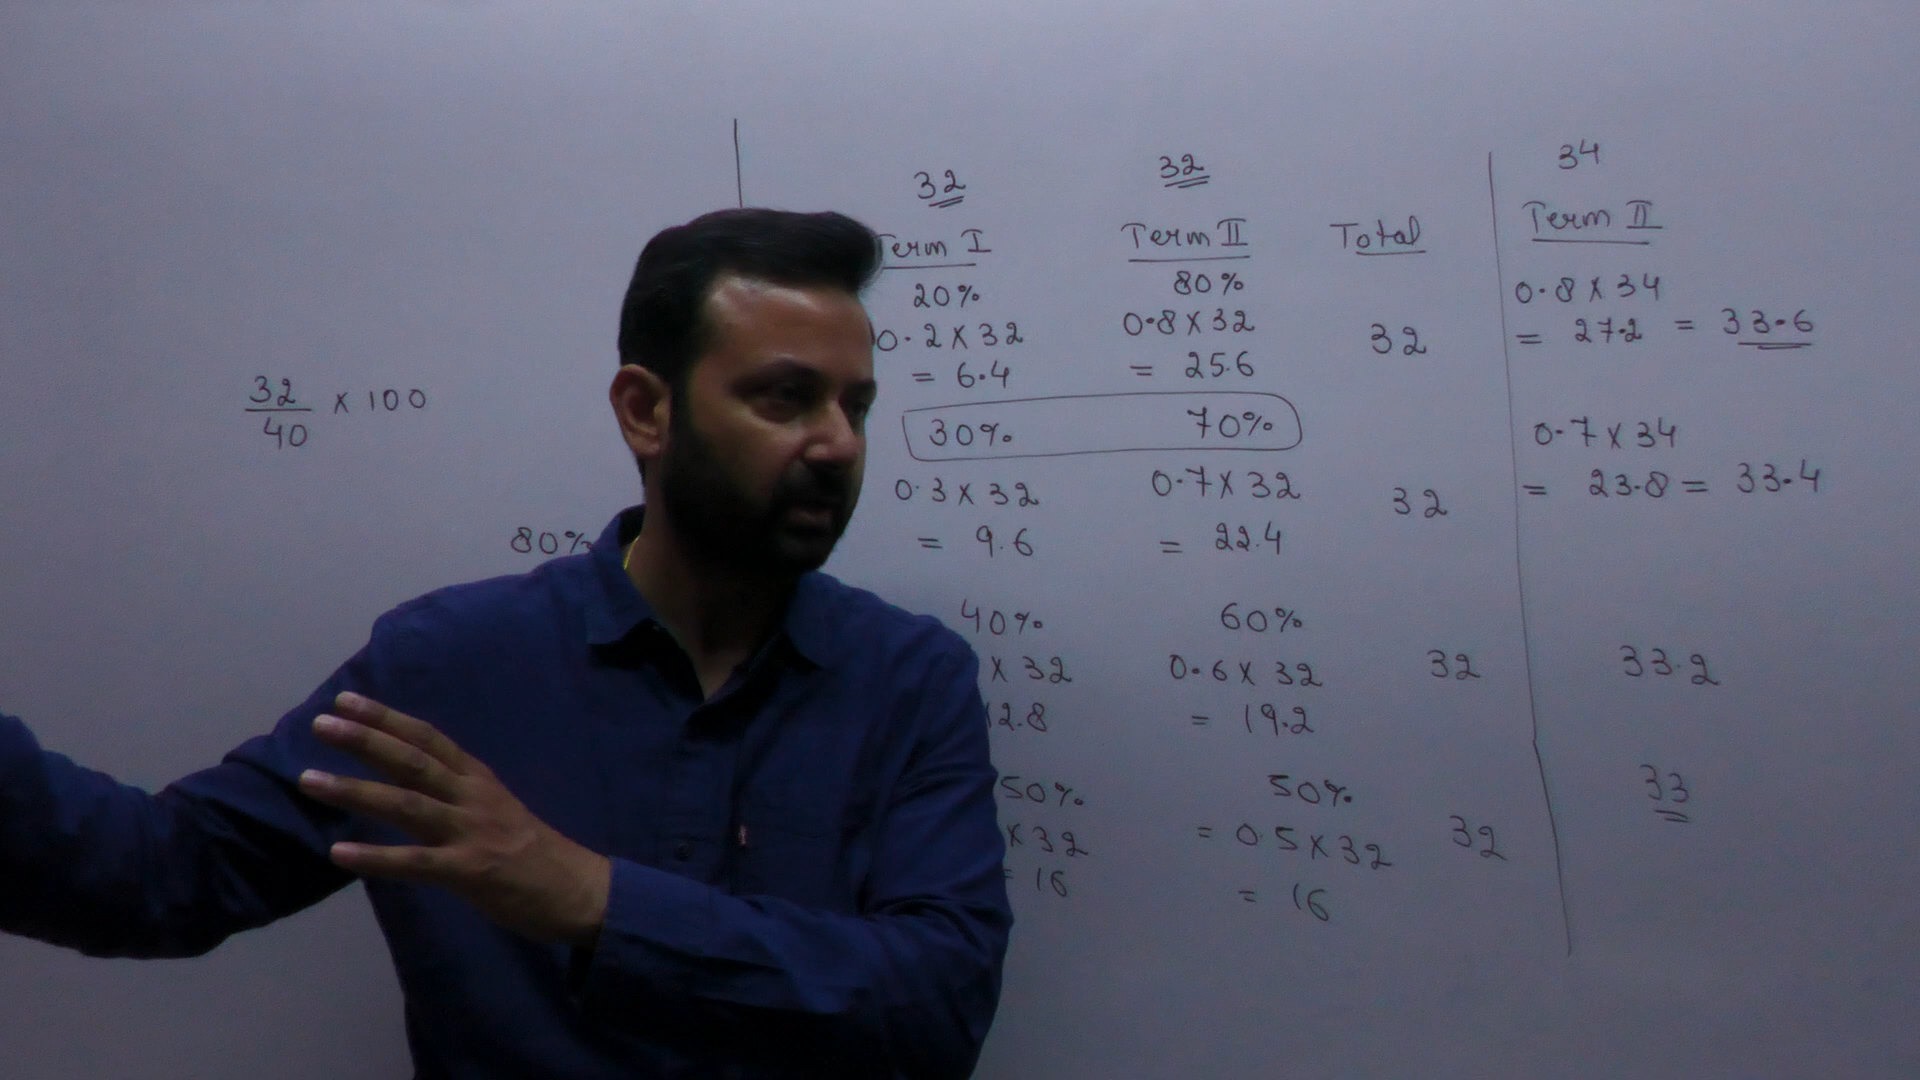 32
40
x 100
80%
32 32
Term I Term II Total
20% 80%
0.2 x 32 0.8 x 32 32
= 6.4 = 25.6
30% 70%
0.3 x 32 0.7 x 32 32
= 9.6 = 22.4
40% 60%
x 32 0.6 x 32 32
12.8 = 19.2
50% 50%
x 32 = 0.5 x 32 32
= 16 = 16
34
Term II
0.8 x 34
= 27.2 = 33.6
0.7 x 34
= 23.8 = 33.4
33.2
33